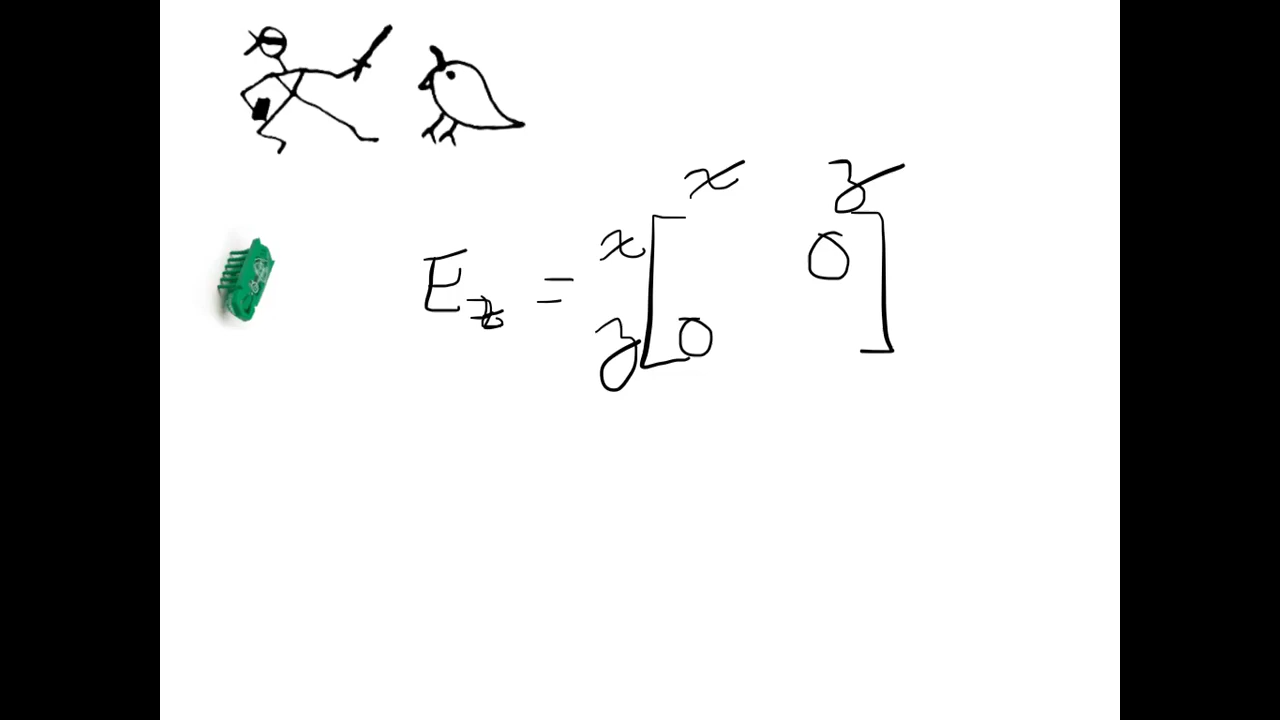 x z
E_z = x [ 0 ]
z 0